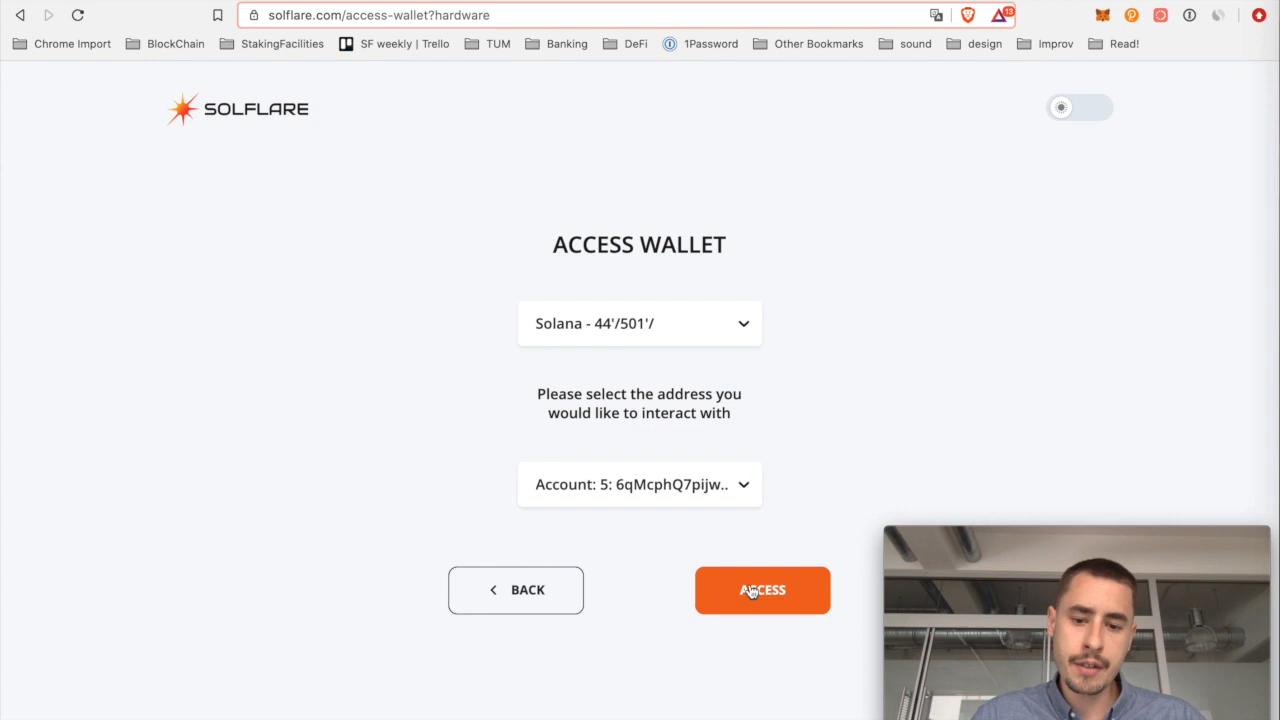 solflare.com/access-wallet?hardware
13
Chrome Import BlockChain StakingFacilities SF weekly | Trello TUM Banking DeFi 1Password Other Bookmarks sound design Improv Read!
SOLFLARE
ACCESS WALLET
Solana - 44'/501'/
Please select the address you
would like to interact with
Account: 5: 6qMcphQ7pijw..
BACK
ACCESS